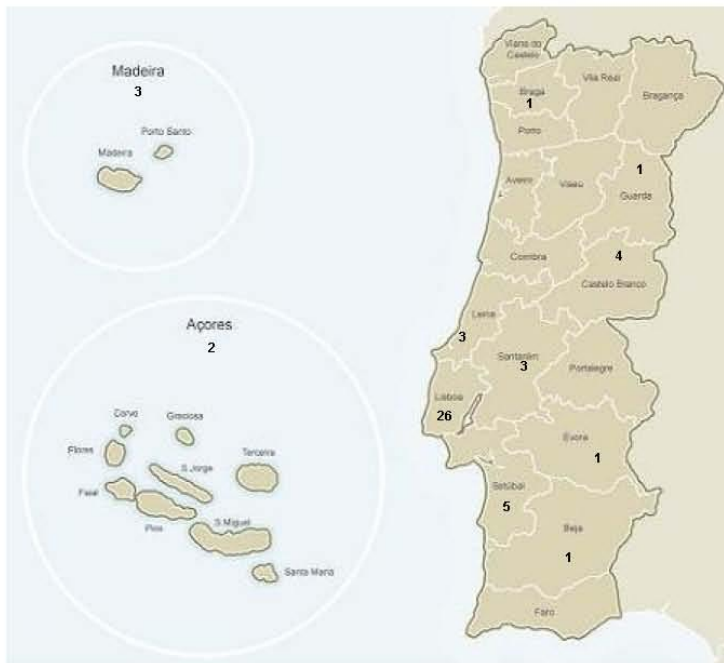 Madeira
3
Porto Santo
Madeira
Açores
2
Corvo
Graciosa
Flores
Terceira
S.Jorge
Faial
Pico
S.Miguel
Santa Maria
Viana do
Castelo
Vila Real
Bragança
Braga
1
Porto
Aveiro
Viseu
1
Guarda
Coimbra
4
Castelo Branco
Leiria
3
Santarém
3
Portalegre
Lisboa
26
Évora
1
Setúbal
5
Beja
1
Faro